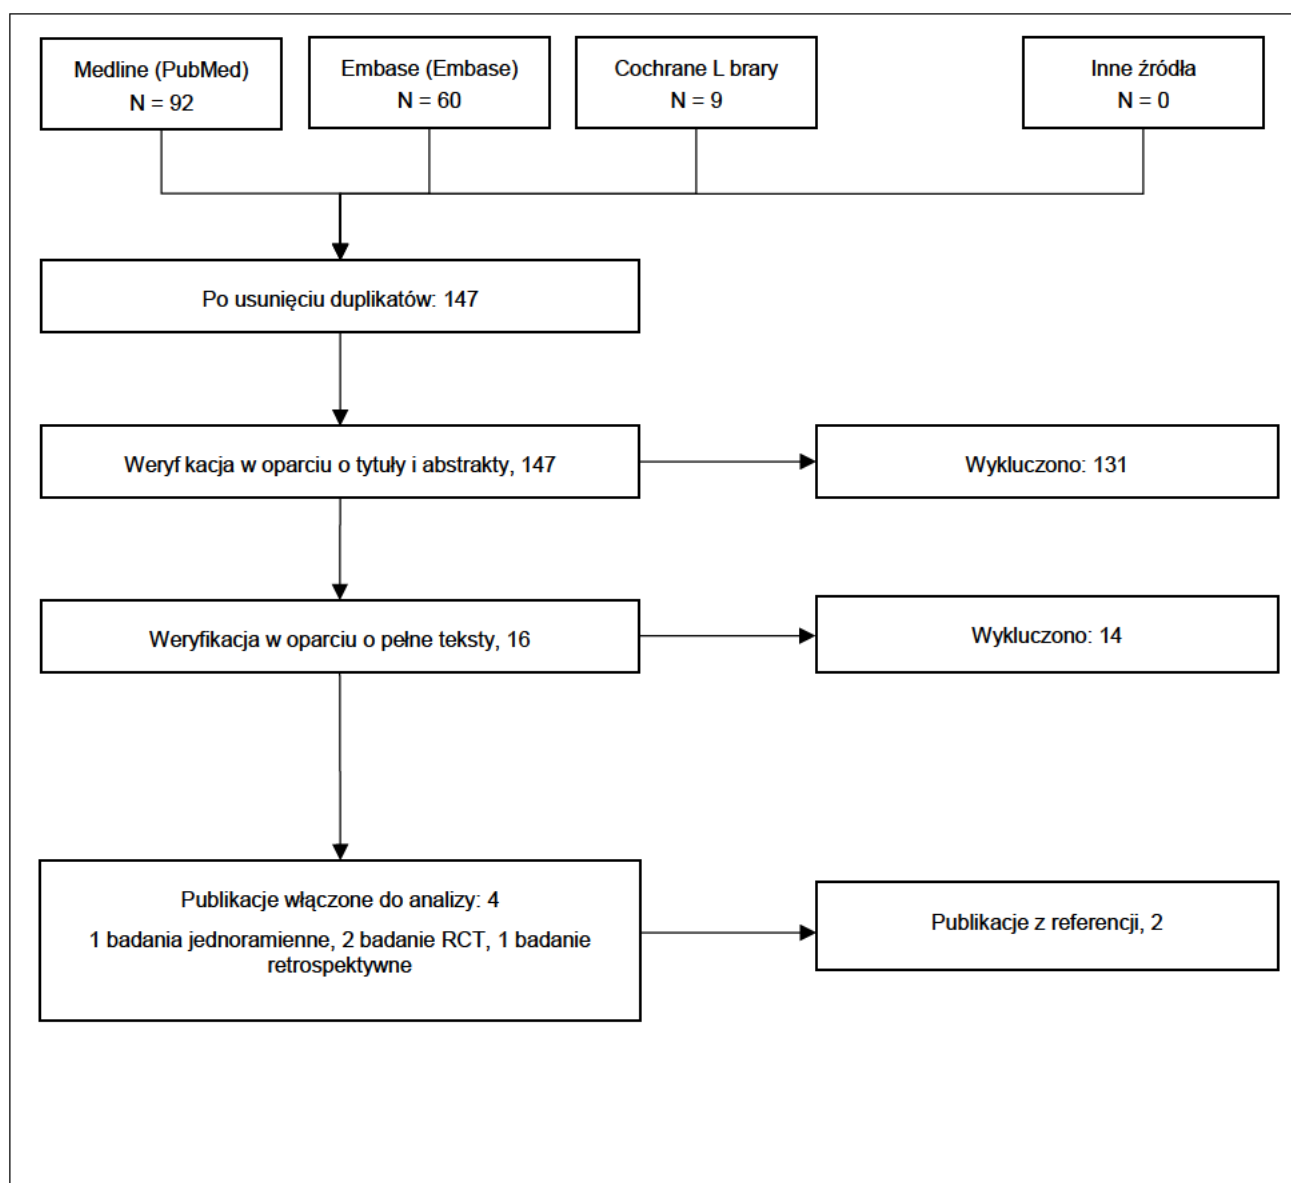 Medline (PubMed)
N = 92
Embase (Embase)
N = 60
Cochrane L brary
N = 9
Inne źródła
N = 0
Po usunięciu duplikatów: 147
Weryf kacja w oparciu o tytuły i abstrakty, 147
Wykluczono: 131
Weryfikacja w oparciu o pełne teksty, 16
Wykluczono: 14
Publikacje włączone do analizy: 4
1 badania jednoramienne, 2 badanie RCT, 1 badanie
retrospektywne
Publikacje z referencji, 2